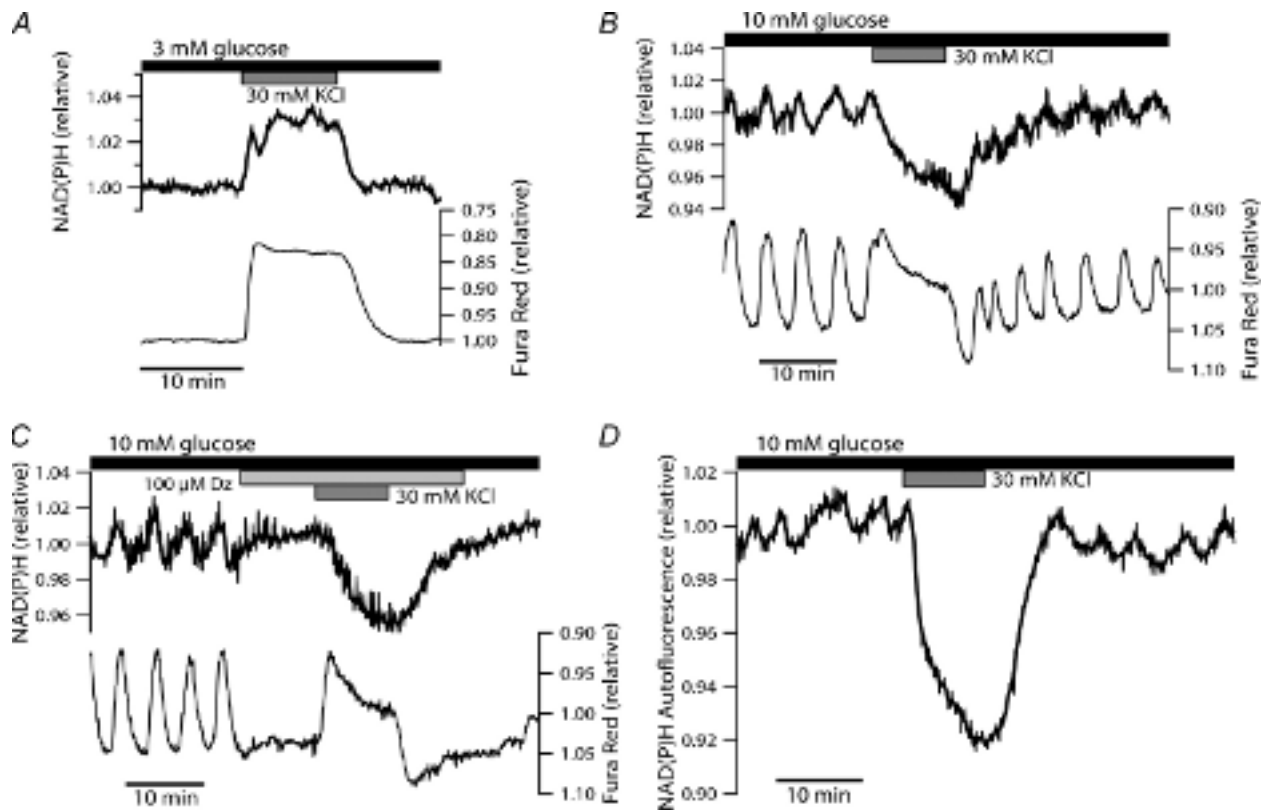 A
3 mM glucose
30 mM KCl
1.04
1.02
1.00
NAD(P)H (relative)
0.75
0.80
0.85
0.90
0.95
1.00
Fura Red (relative)
10 min
B
10 mM glucose
30 mM KCl
1.04
1.02
1.00
0.98
0.96
0.94
NAD(P)H (relative)
0.90
0.95
1.00
1.05
1.10
Fura Red (relative)
10 min
C
10 mM glucose
100 µM Dz
30 mM KCl
1.04
1.02
1.00
0.98
0.96
NAD(P)H (relative)
0.90
0.95
1.00
1.05
1.10
Fura Red (relative)
10 min
D
10 mM glucose
30 mM KCl
1.02
1.00
0.98
0.96
0.94
0.92
0.90
NAD(P)H Autofluorescence (relative)
10 min